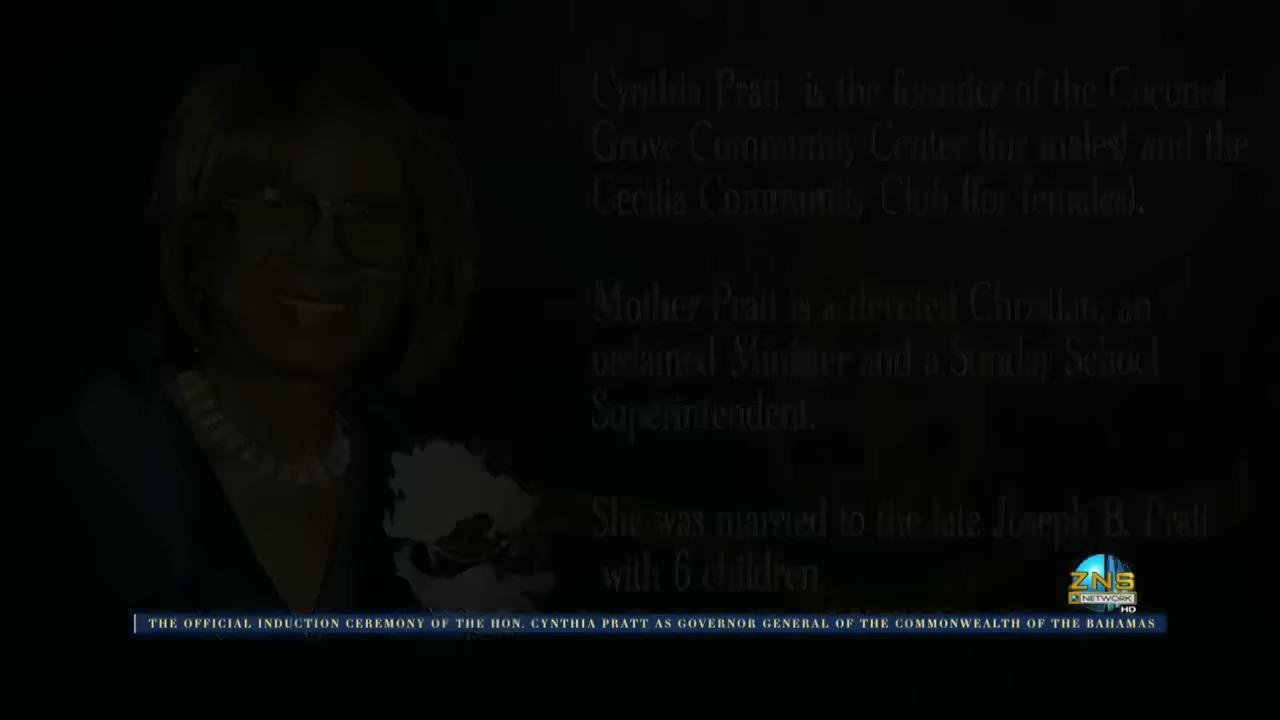 Cynthia Pratt is the founder of the Coconut
Grove Community Center (for males) and the
Cecilia Community Club (for females).
Mother Pratt is a devoted Christian, an
ordained Minister and a Sunday School
Superintendent.
She was married to the late Joseph B. Pratt
with 6 children
ZNS
NETWORK
HD
THE OFFICIAL INDUCTION CEREMONY OF THE HON. CYNTHIA PRATT AS GOVERNOR GENERAL OF THE COMMONWEALTH OF THE BAHAMAS